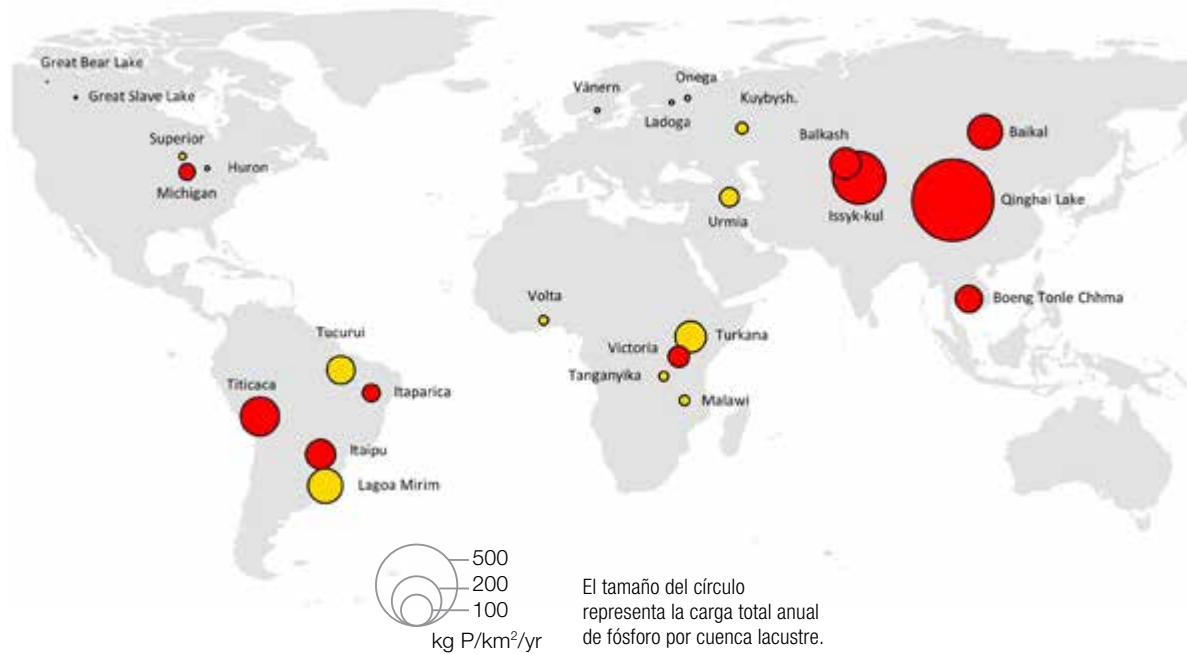 Great Bear Lake
Great Slave Lake
Superior
Huron
Michigan
Vänern
Onega
Ladoga
Kuybysh.
Balkash
Baikal
Issyk-kul
Qinghai Lake
Urmia
Boeng Tonle Chhma
Volta
Turkana
Victoria
Tanganyika
Malawi
Tucurui
Titicaca
Itaparica
Itaipu
Lagoa Mirim
500
200
100
kg P/km²/yr
El tamaño del círculo
representa la carga total anual
de fósforo por cuenca lacustre.